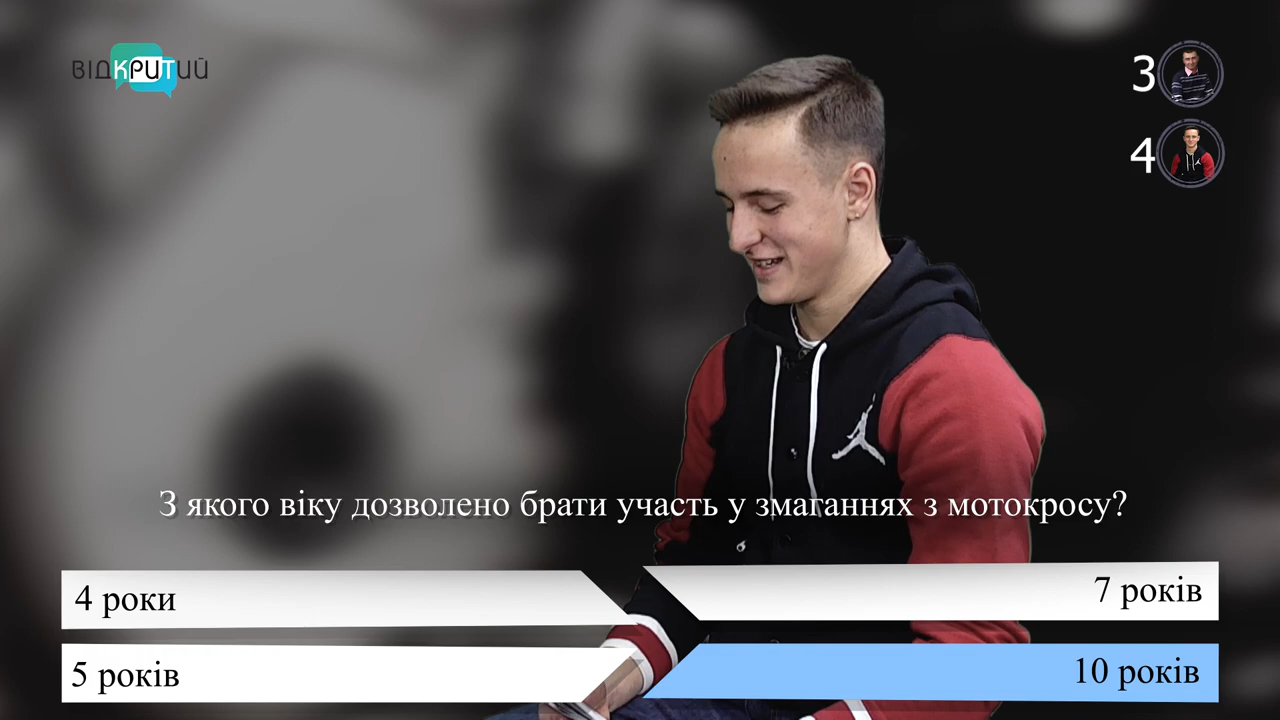 ВІДКРИТИЙ
3
4
З якого віку дозволено брати участь у змаганнях з мотокросу?
4 роки
7 років
5 років
10 років